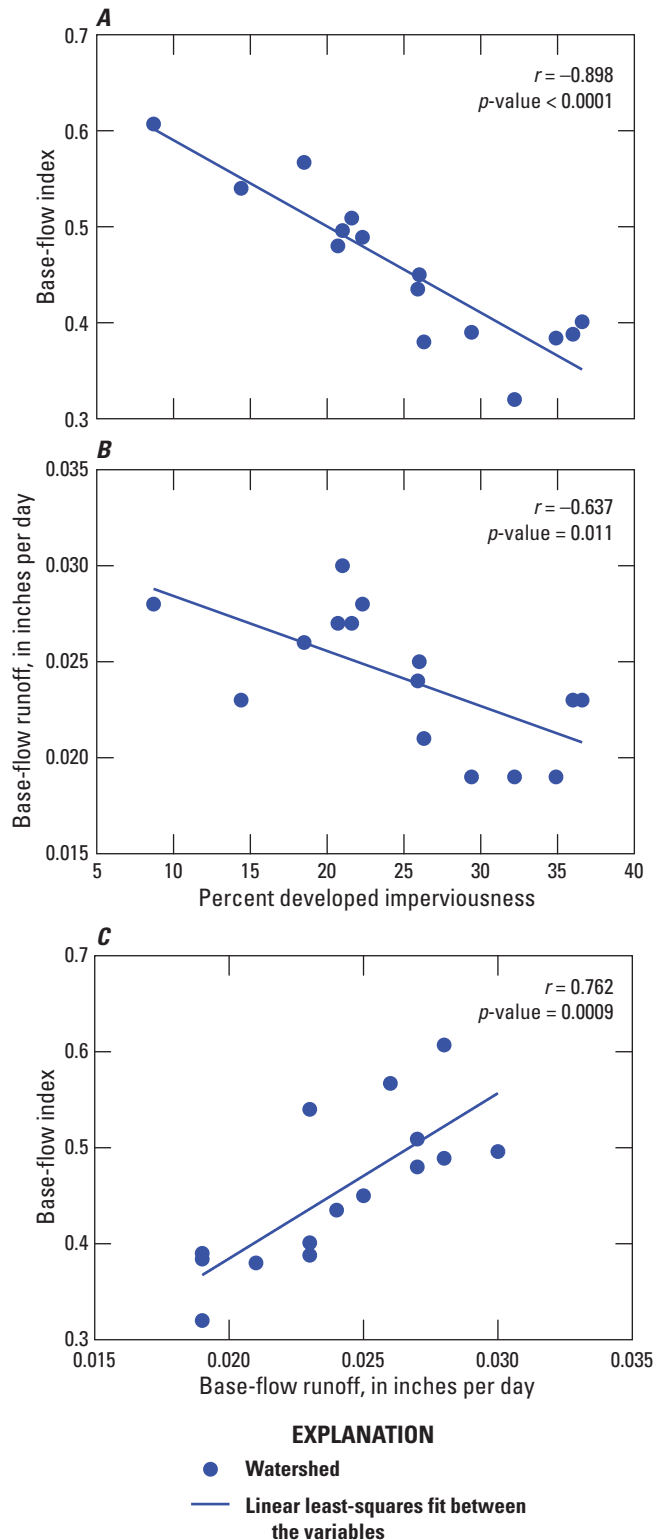 A
0.7
0.6
0.5
0.4
0.3
Base-flow index
r = –0.898
p-value < 0.0001
B
0.035
0.030
0.025
0.020
0.015
Base-flow runoff, in inches per day
r = –0.637
p-value = 0.011
5 10 15 20 25 30 35 40
Percent developed imperviousness
C
0.7
0.6
0.5
0.4
0.3
Base-flow index
r = 0.762
p-value = 0.0009
0.015 0.020 0.025 0.030 0.035
Base-flow runoff, in inches per day
EXPLANATION
Watershed
Linear least-squares fit between
the variables